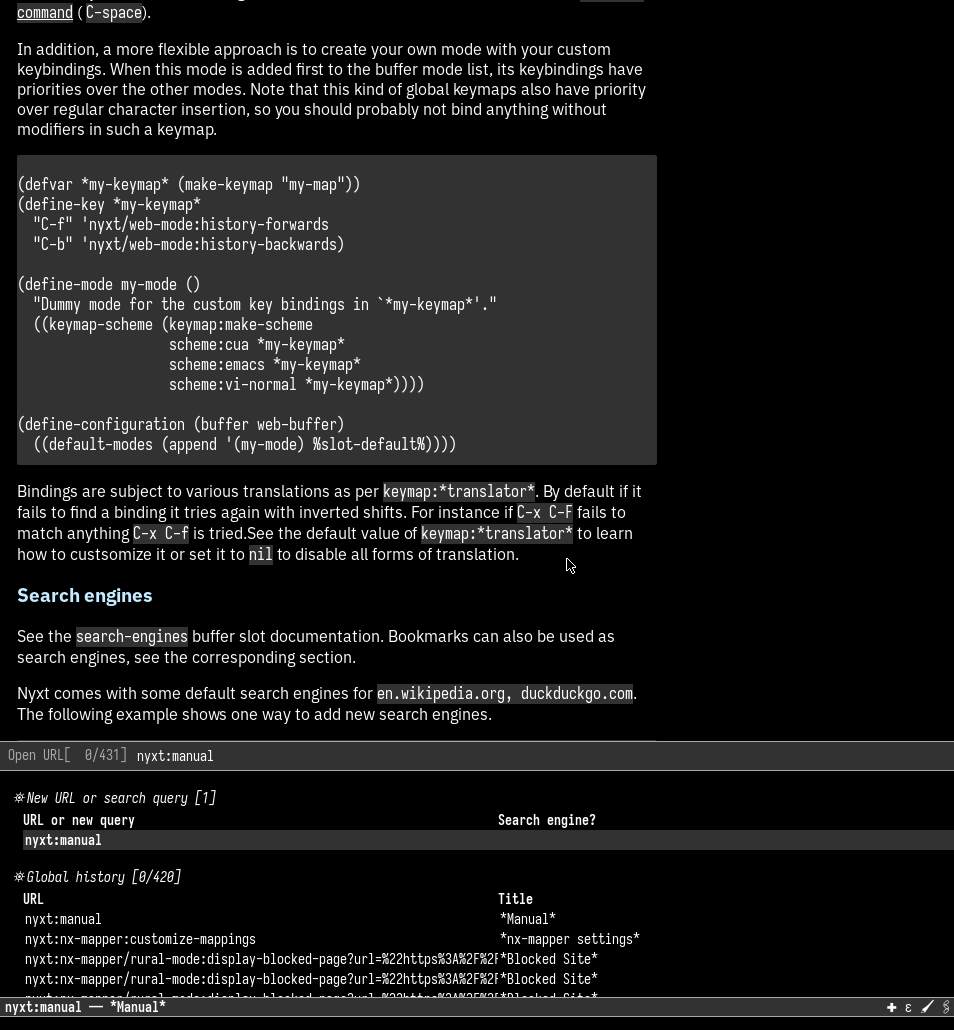 command (C-space).
In addition, a more flexible approach is to create your own mode with your custom
keybindings. When this mode is added first to the buffer mode list, its keybindings have
priorities over the other modes. Note that this kind of global keymaps also have priority
over regular character insertion, so you should probably not bind anything without
modifiers in such a keymap.
(defvar *my-keymap* (make-keymap "my-map"))
(define-key *my-keymap*
  "C-f" 'nyxt/web-mode:history-forwards
  "C-b" 'nyxt/web-mode:history-backwards)
(define-mode my-mode ()
  "Dummy mode for the custom key bindings in `*my-keymap*'."
  ((keymap-scheme (keymap:make-scheme
                   scheme:cua *my-keymap*
                   scheme:emacs *my-keymap*
                   scheme:vi-normal *my-keymap*))))
(define-configuration (buffer web-buffer)
  ((default-modes (append '(my-mode) %slot-default%))))
Bindings are subject to various translations as per keymap:*translator*. By default if it
fails to find a binding it tries again with inverted shifts. For instance if C-x C-F fails to
match anything C-x C-f is tried.See the default value of keymap:*translator* to learn
how to custsomize it or set it to nil to disable all forms of translation.
Search engines
See the search-engines buffer slot documentation. Bookmarks can also be used as
search engines, see the corresponding section.
Nyxt comes with some default search engines for en.wikipedia.org, duckduckgo.com.
The following example shows one way to add new search engines.
Open URL[  0/431] nyxt:manual
⛯ New URL or search query [1]
URL or new query Search engine?
nyxt:manual
⛯ Global history [0/420]
URL Title
nyxt:manual *Manual*
nyxt:nx-mapper:customize-mappings *nx-mapper settings*
nyxt:nx-mapper/rural-mode:display-blocked-page?url=%22https%3A%2F%2F *Blocked Site*
nyxt:nx-mapper/rural-mode:display-blocked-page?url=%22https%3A%2F%2F *Blocked Site*
nyxt:manual — *Manual* ✚ ε